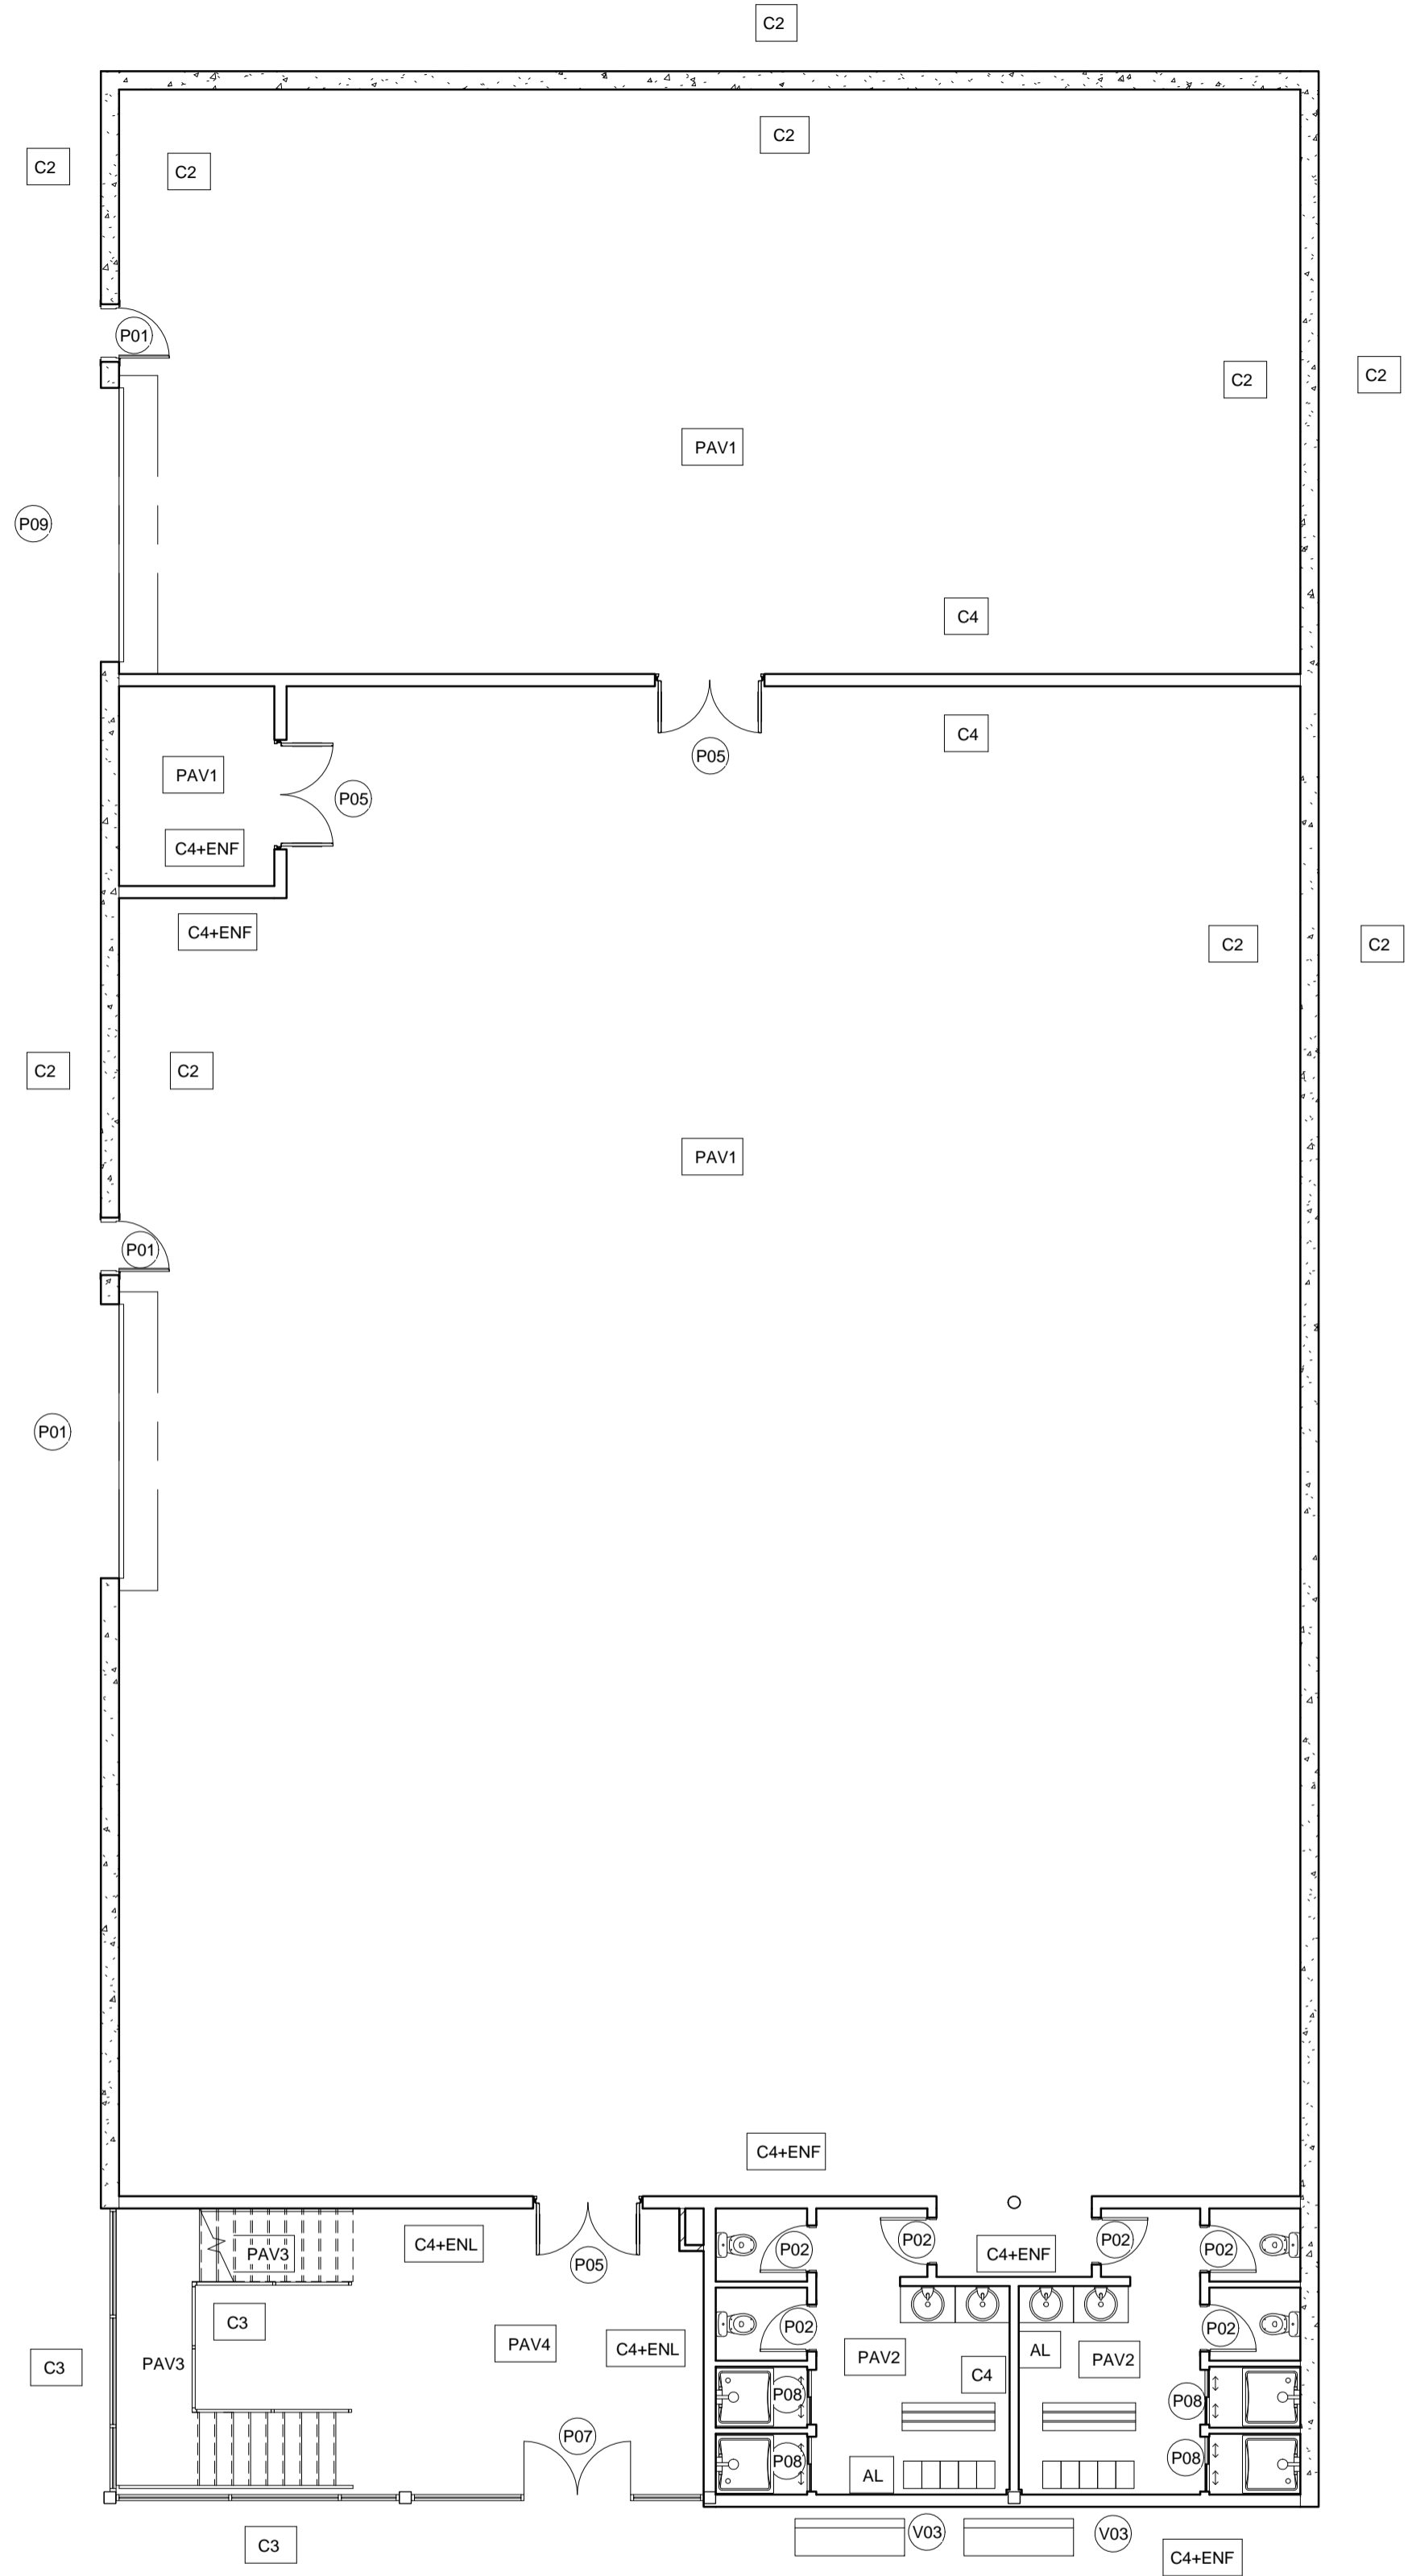 C2
C2
C2
C2
P01
C2
C2
PAV1
P09
C4
C4
P05
PAV1
P05
C4+ENF
C4+ENF
C2
C2
C2
C2
PAV1
P01
P01
C4+ENF
P02
P02
C4+ENL
P02
P02
PAV3
C4+ENF
P05
C3
P02
P02
PAV4
C4+ENL
AL
PAV2
PAV2
C3
PAV3
C4
P08
P08
P07
P08
P08
AL
V03
V03
C3
C4+ENF